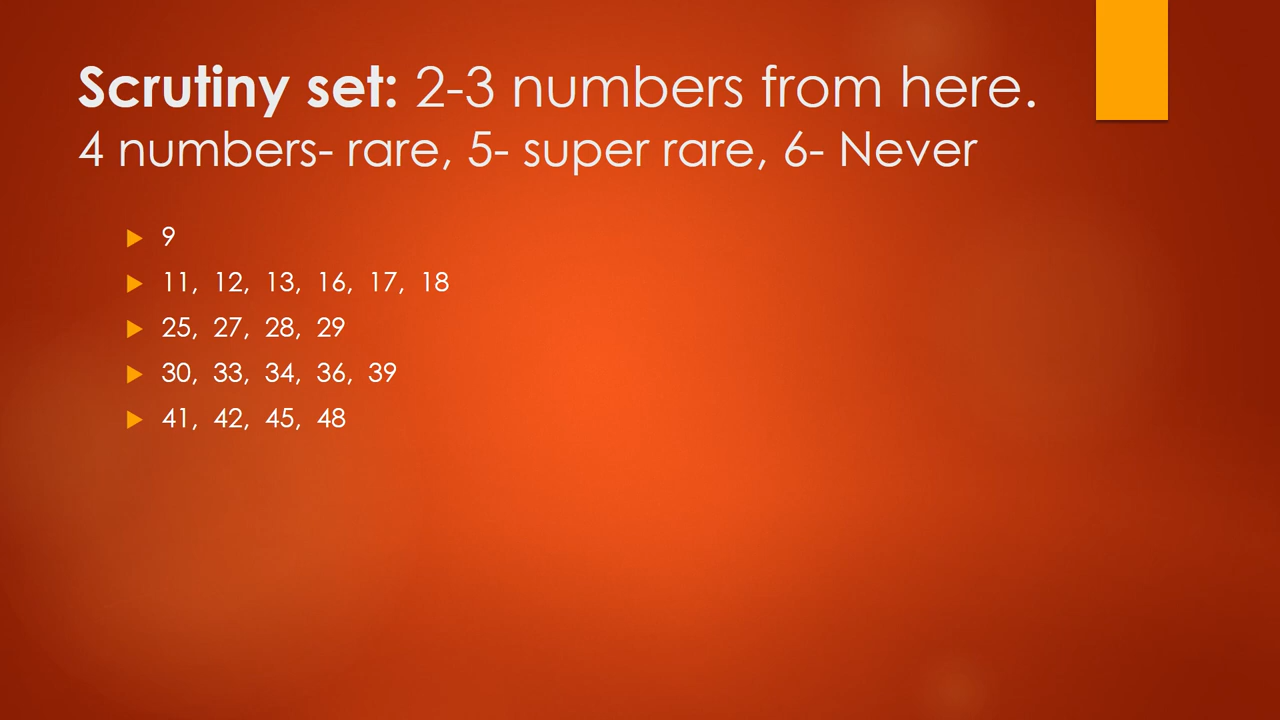 Scrutiny set: 2-3 numbers from here.
4 numbers- rare, 5- super rare, 6- Never
9
11, 12, 13, 16, 17, 18
25, 27, 28, 29
30, 33, 34, 36, 39
41, 42, 45, 48